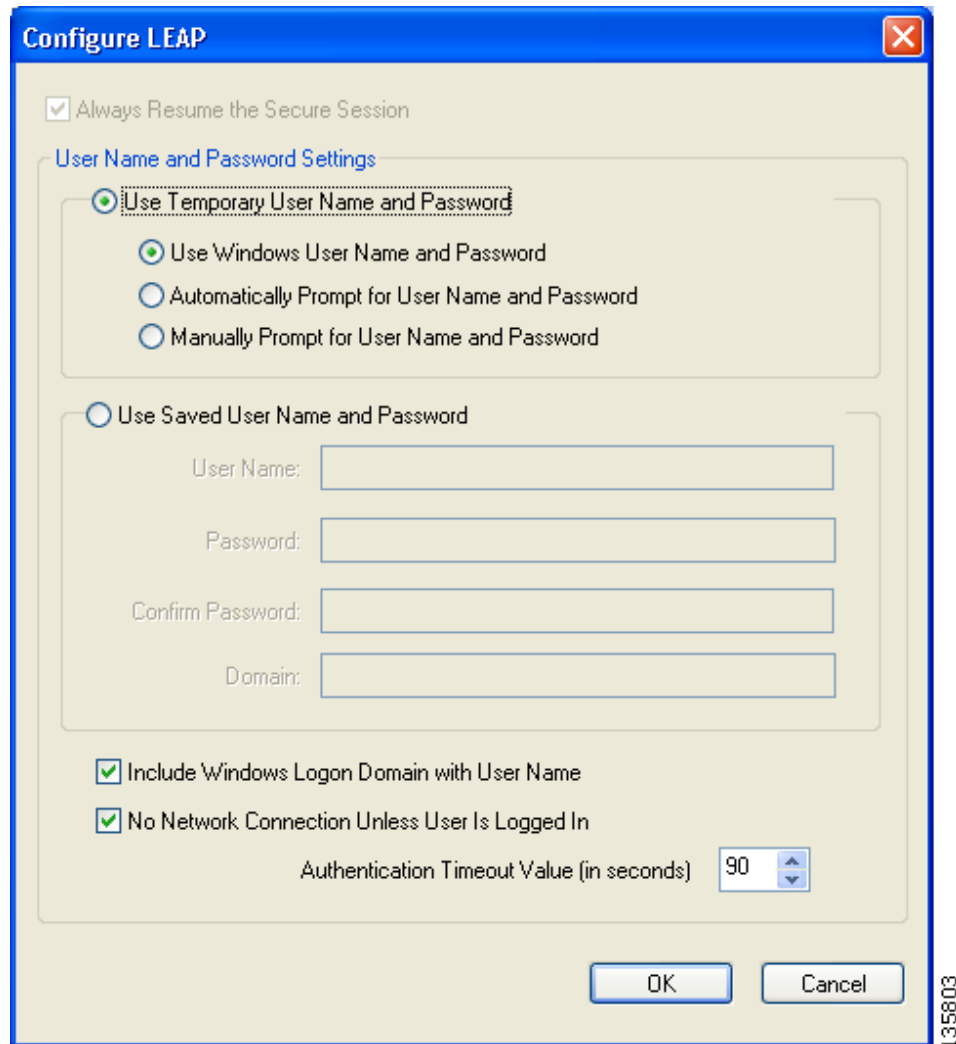 Configure LEAP
Always Resume the Secure Session
User Name and Password Settings
Use Temporary User Name and Password
Use Windows User Name and Password
Automatically Prompt for User Name and Password
Manually Prompt for User Name and Password
Use Saved User Name and Password
User Name:
Password:
Confirm Password:
Domain:
Include Windows Logon Domain with User Name
No Network Connection Unless User Is Logged In
Authentication Timeout Value (in seconds) 90
OK Cancel
135803